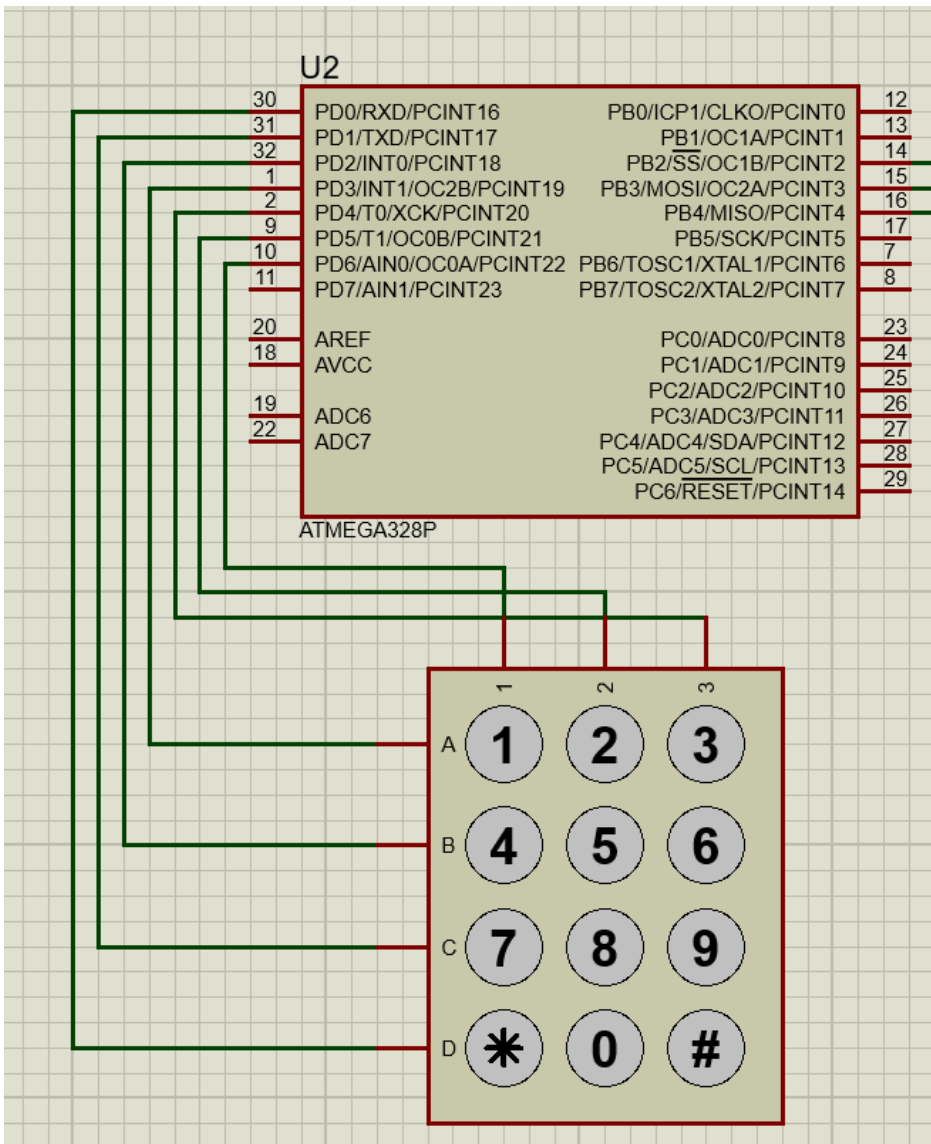 U2
30 PD0/RXD/PCINT16 PB0/ICP1/CLKO/PCINT0 12
31 PD1/TXD/PCINT17 PB1/OC1A/PCINT1 13
32 PD2/INT0/PCINT18 PB2/SS/OC1B/PCINT2 14
1 PD3/INT1/OC2B/PCINT19 PB3/MOSI/OC2A/PCINT3 15
2 PD4/T0/XCK/PCINT20 PB4/MISO/PCINT4 16
9 PD5/T1/OC0B/PCINT21 PB5/SCK/PCINT5 17
10 PD6/AIN0/OC0A/PCINT22 PB6/TOSC1/XTAL1/PCINT6 7
11 PD7/AIN1/PCINT23 PB7/TOSC2/XTAL2/PCINT7 8
20 AREF PC0/ADC0/PCINT8 23
18 AVCC PC1/ADC1/PCINT9 24
PC2/ADC2/PCINT10 25
19 ADC6 PC3/ADC3/PCINT11 26
22 ADC7 PC4/ADC4/SDA/PCINT12 27
PC5/ADC5/SCL/PCINT13 28
PC6/RESET/PCINT14 29
ATMEGA328P
1 2 3
A 1 2 3
B 4 5 6
C 7 8 9
D * 0 #